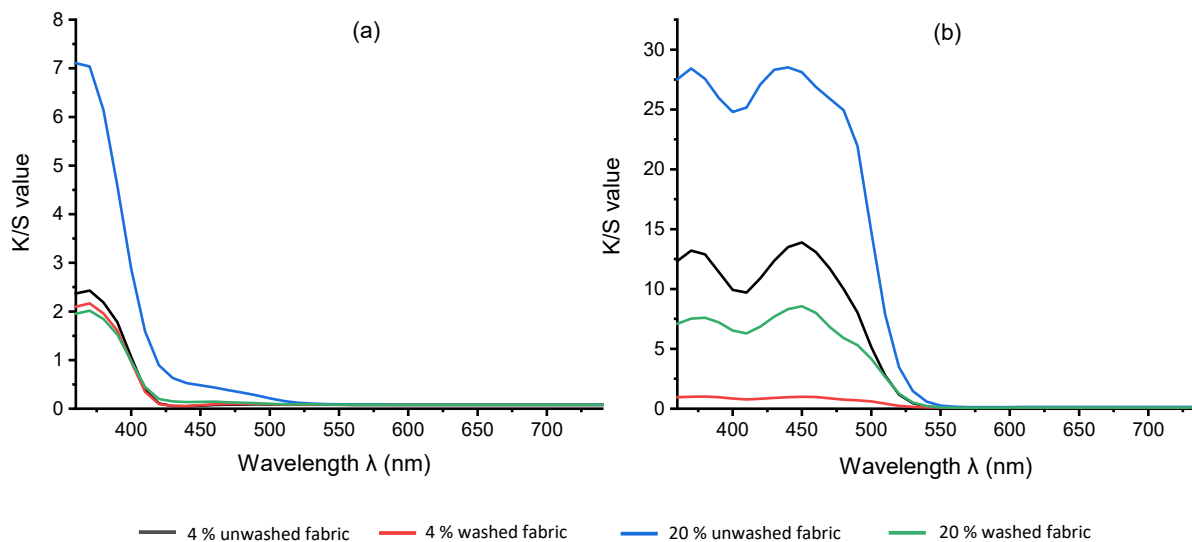 (a)
8
7
6
5
4
3
2
1
0
K/S value
400 450 500 550 600 650 700
Wavelength λ (nm)
(b)
30
25
20
15
10
5
0
K/S value
400 450 500 550 600 650 700
Wavelength λ (nm)
4 % unwashed fabric 4 % washed fabric 20 % unwashed fabric 20 % washed fabric